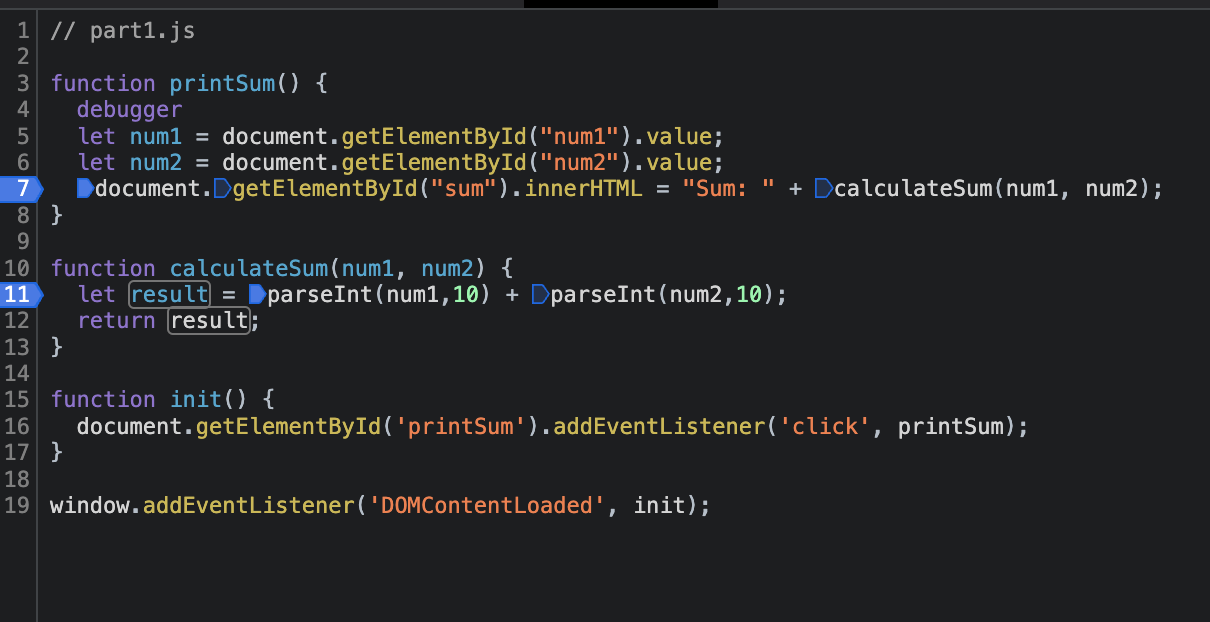 1 // part1.js
2
3 function printSum() {
4   debugger
5   let num1 = document.getElementById("num1").value;
6   let num2 = document.getElementById("num2").value;
7   document.getElementById("sum").innerHTML = "Sum: " + calculateSum(num1, num2);
8 }
9
10 function calculateSum(num1, num2) {
11   let result = parseInt(num1,10) + parseInt(num2,10);
12   return result;
13 }
14
15 function init() {
16   document.getElementById('printSum').addEventListener('click', printSum);
17 }
18
19 window.addEventListener('DOMContentLoaded', init);